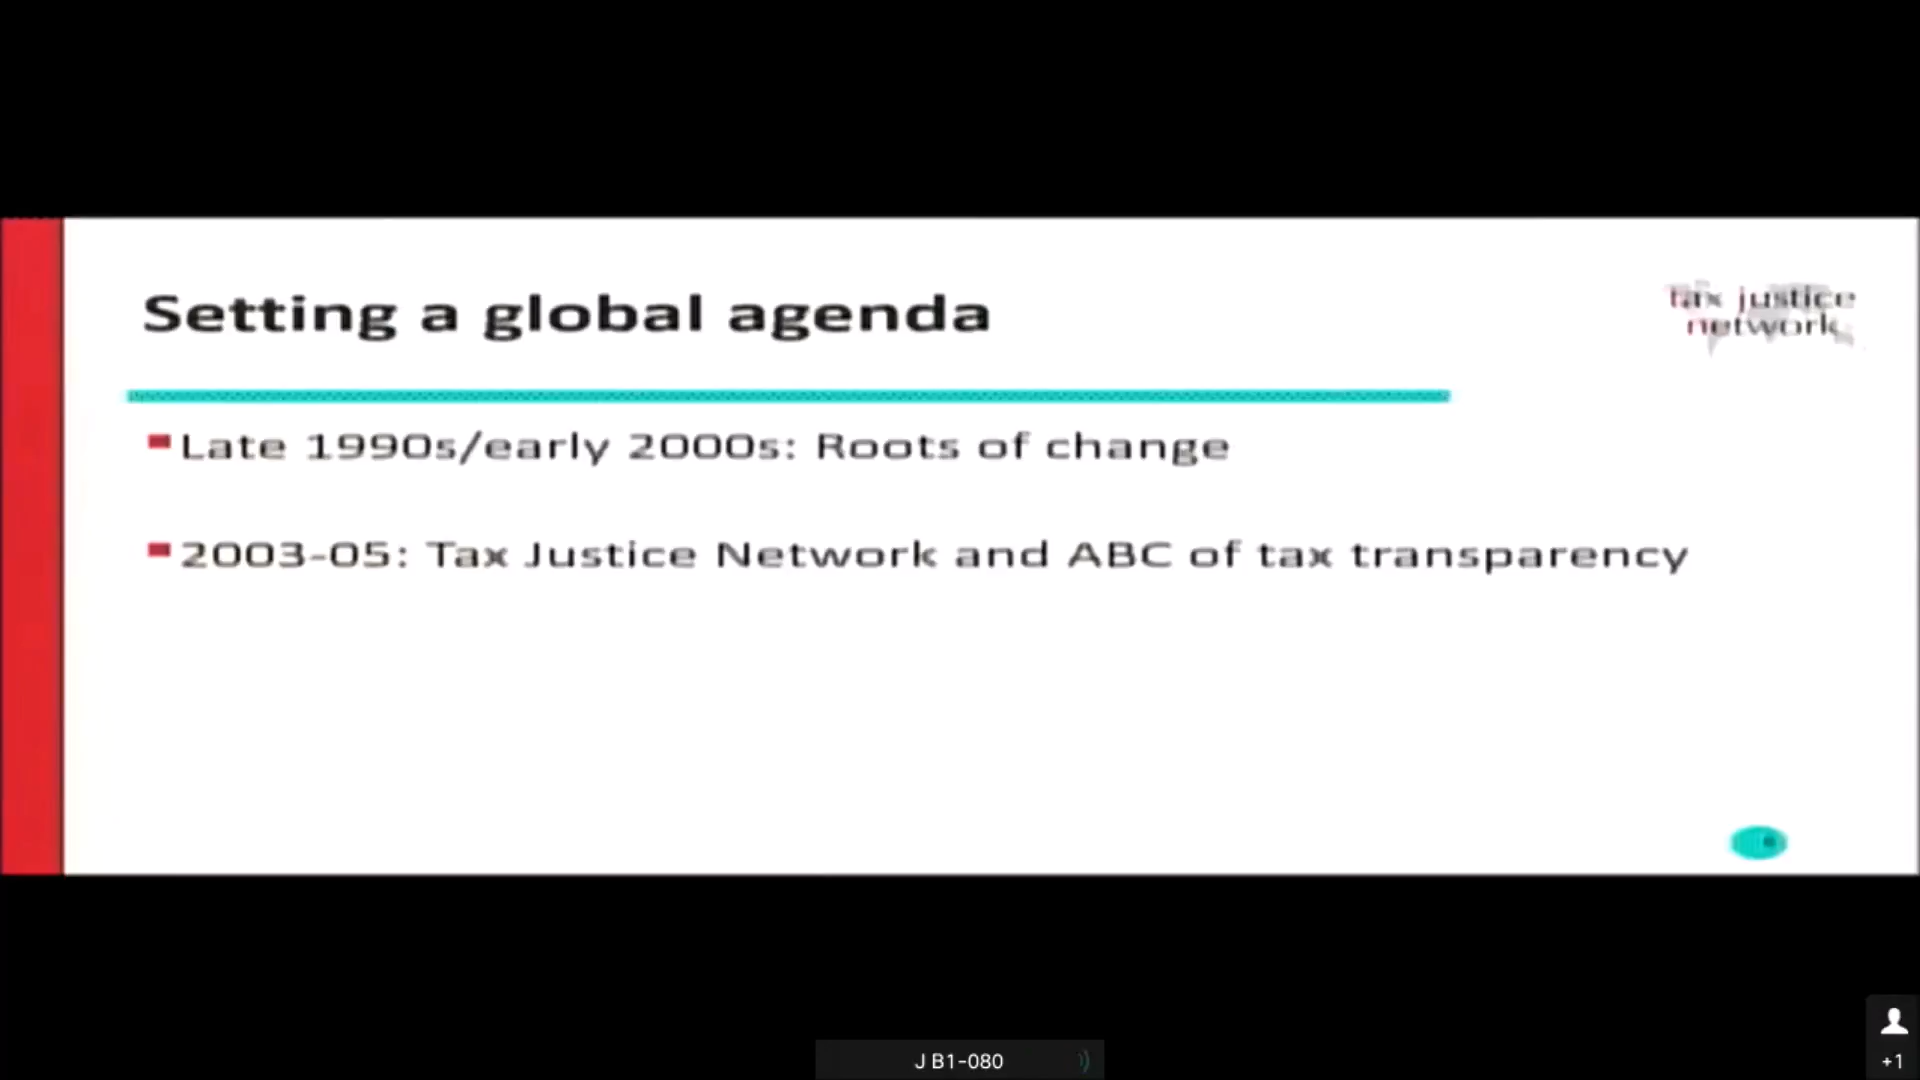 Setting a global agenda
tax justice
network
Late 1990s/early 2000s: Roots of change
2003-05: Tax Justice Network and ABC of tax transparency
J B1-080
+1